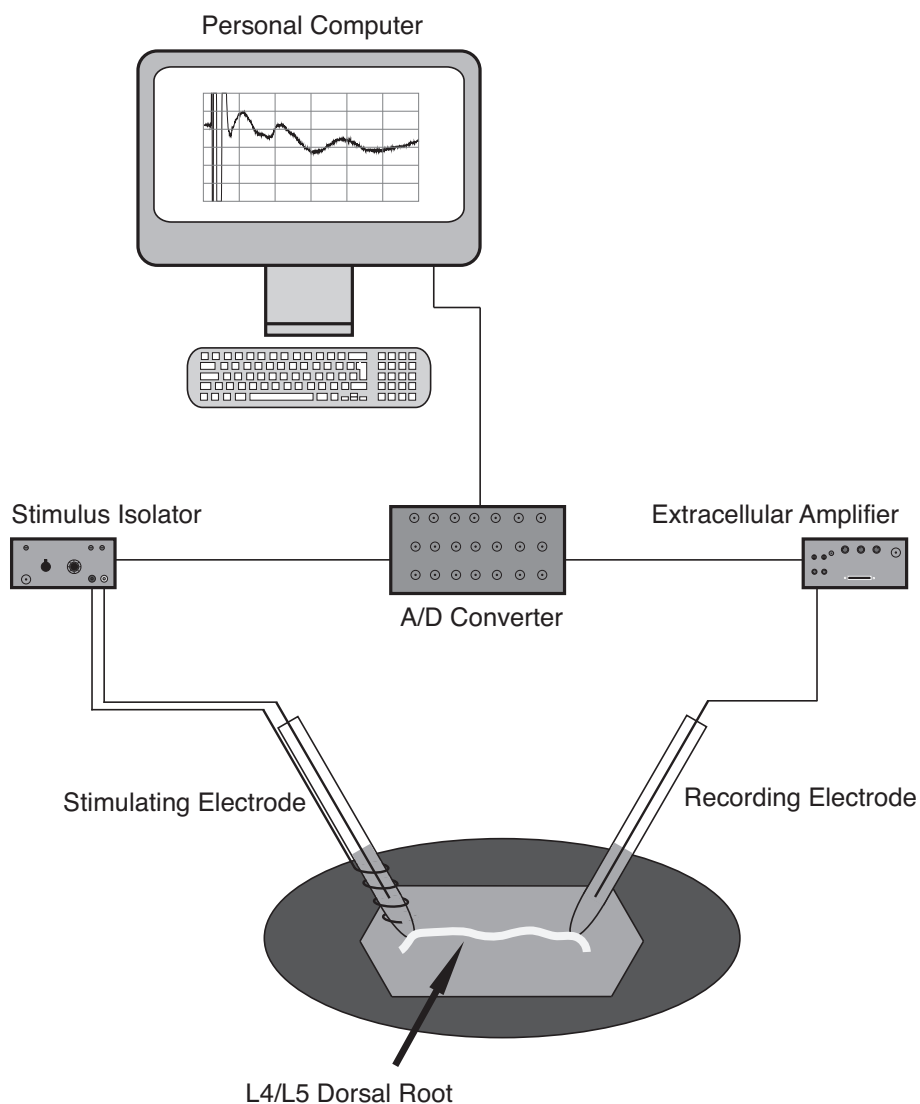 Personal Computer
Stimulus Isolator
Extracellular Amplifier
A/D Converter
Stimulating Electrode
Recording Electrode
L4/L5 Dorsal Root